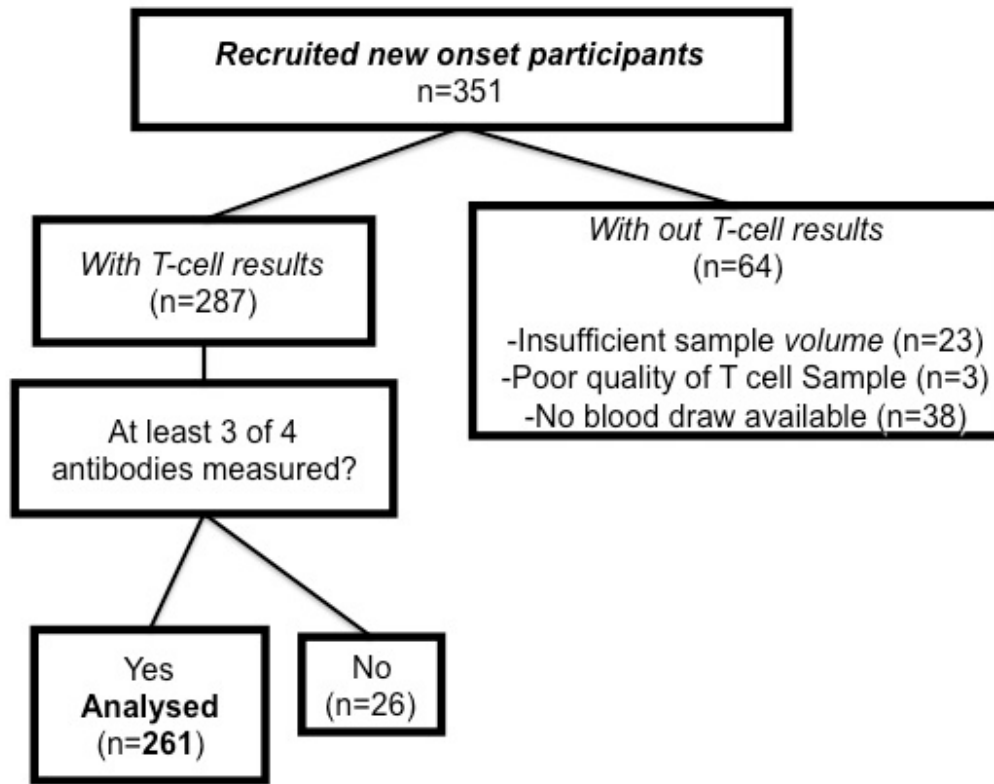 Recruited new onset participants
n=351
With T-cell results
(n=287)
With out T-cell results
(n=64)
-Insufficient sample volume (n=23)
-Poor quality of T cell Sample (n=3)
-No blood draw available (n=38)
At least 3 of 4
antibodies measured?
Yes
Analysed
(n=261)
No
(n=26)